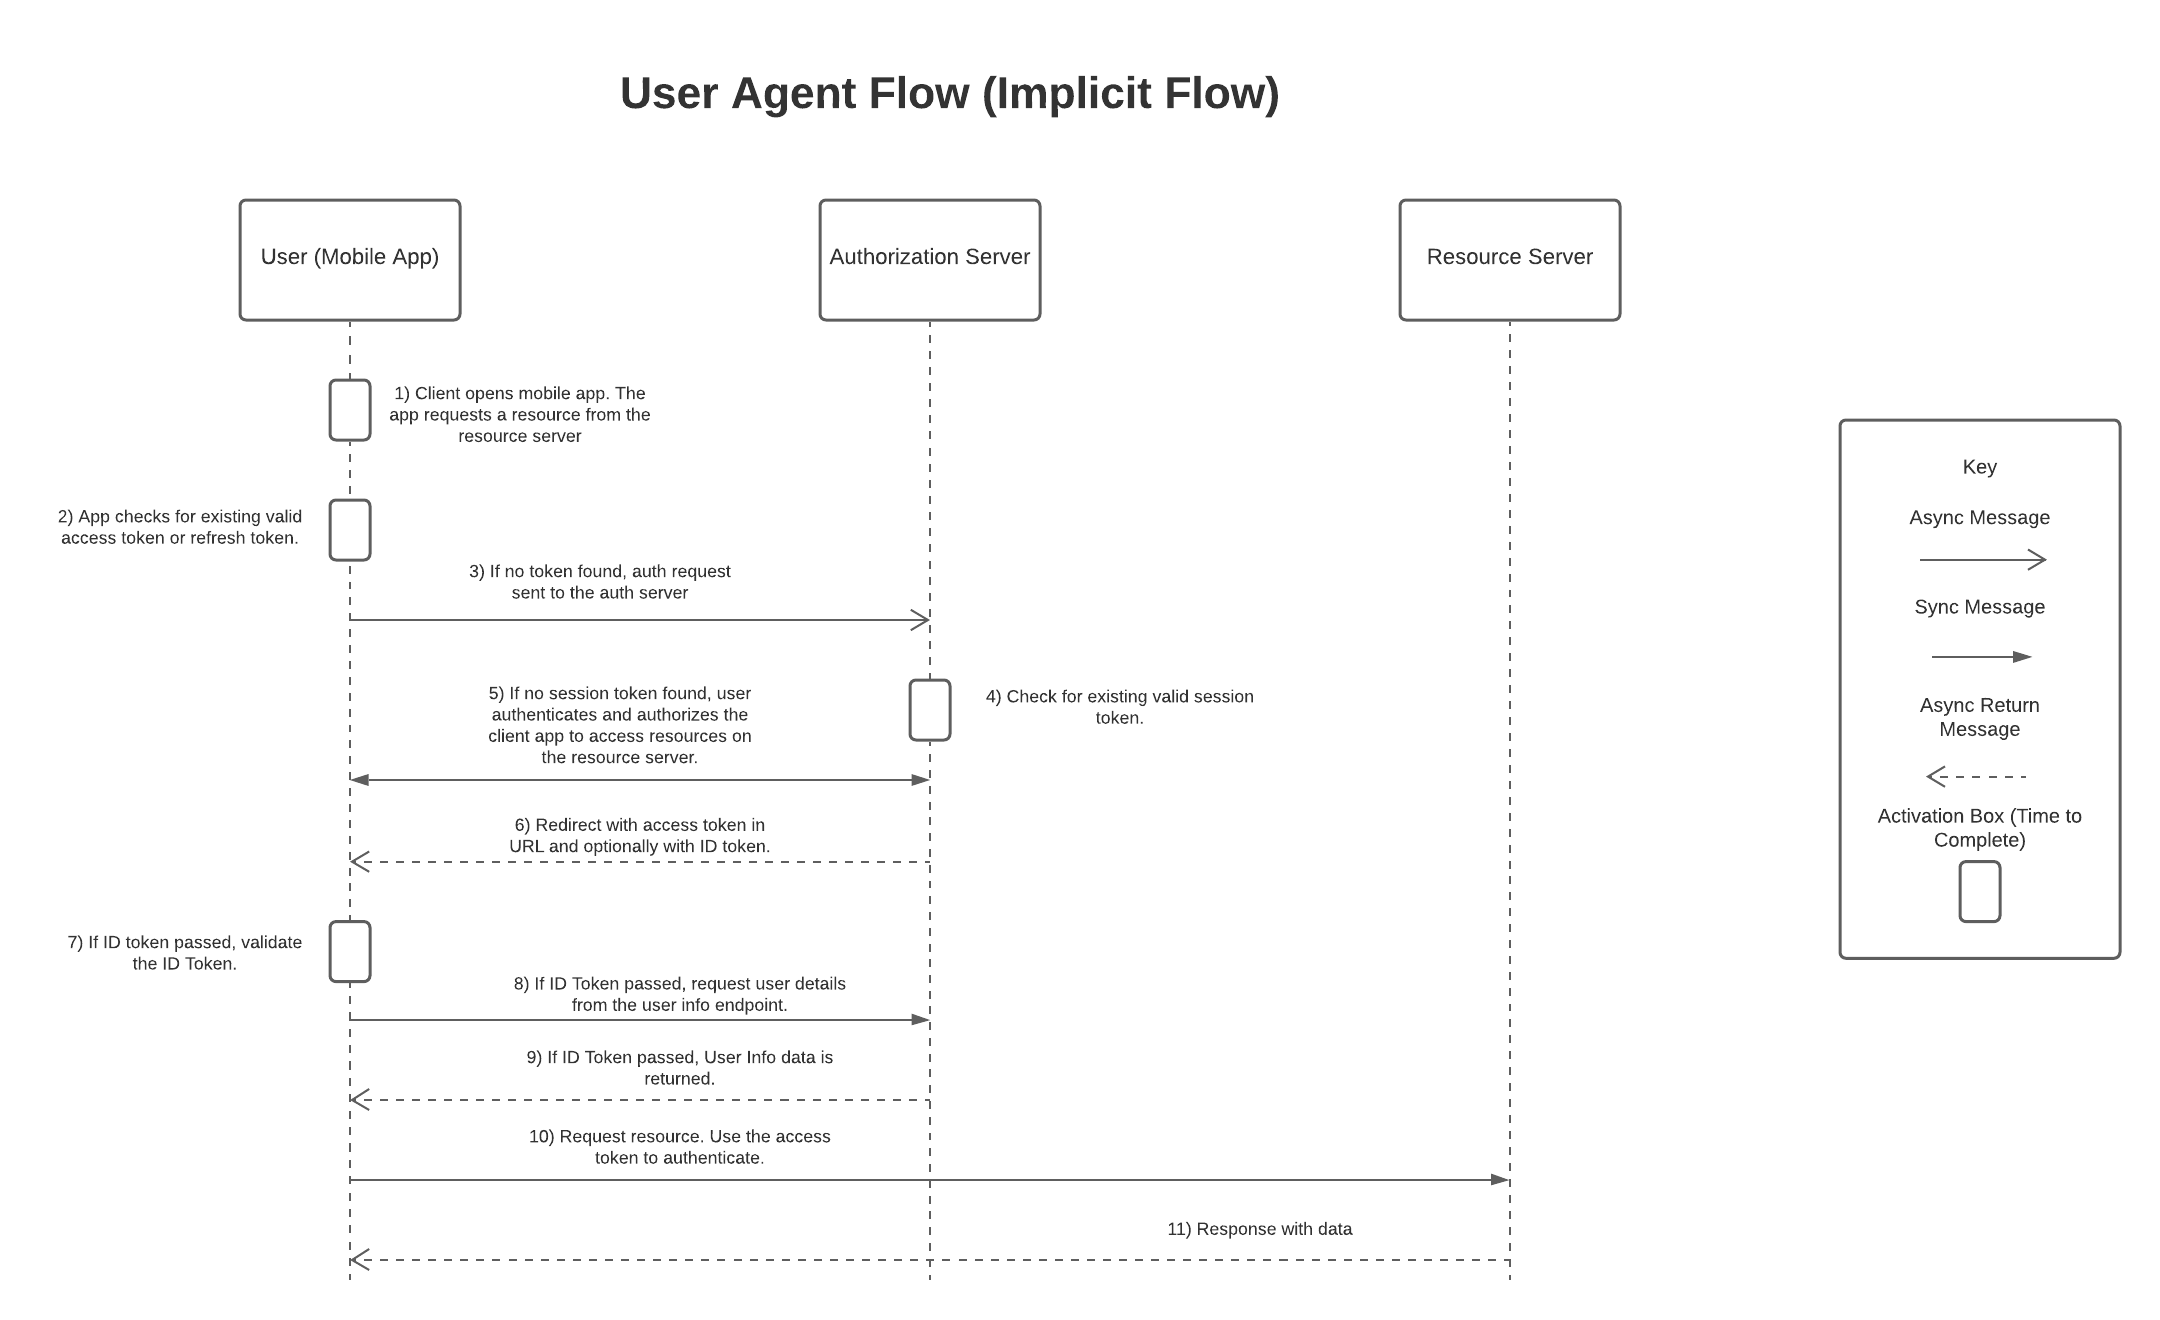 User Agent Flow (Implicit Flow)
User (Mobile App)
Authorization Server
Resource Server
1) Client opens mobile app. The
app requests a resource from the
resource server
2) App checks for existing valid
access token or refresh token.
3) If no token found, auth request
sent to the auth server
4) Check for existing valid session
token.
5) If no session token found, user
authenticates and authorizes the
client app to access resources on
the resource server.
6) Redirect with access token in
URL and optionally with ID token.
7) If ID token passed, validate
the ID Token.
8) If ID Token passed, request user details
from the user info endpoint.
9) If ID Token passed, User Info data is
returned.
10) Request resource. Use the access
token to authenticate.
11) Response with data
Key
Async Message
Sync Message
Async Return
Message
Activation Box (Time to
Complete)